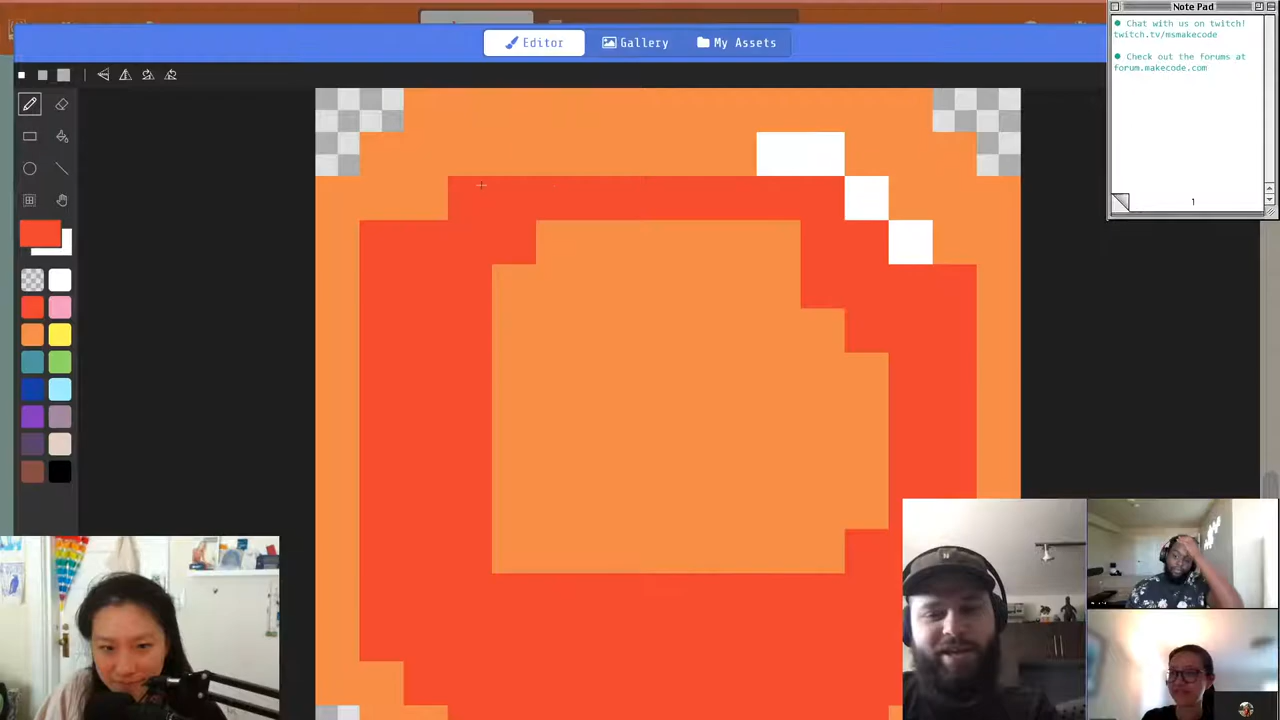 Editor
Gallery
My Assets
Note Pad
● Chat with us on twitch!
twitch.tv/msmakecode
● Check out the forums at
forum.makecode.com
1